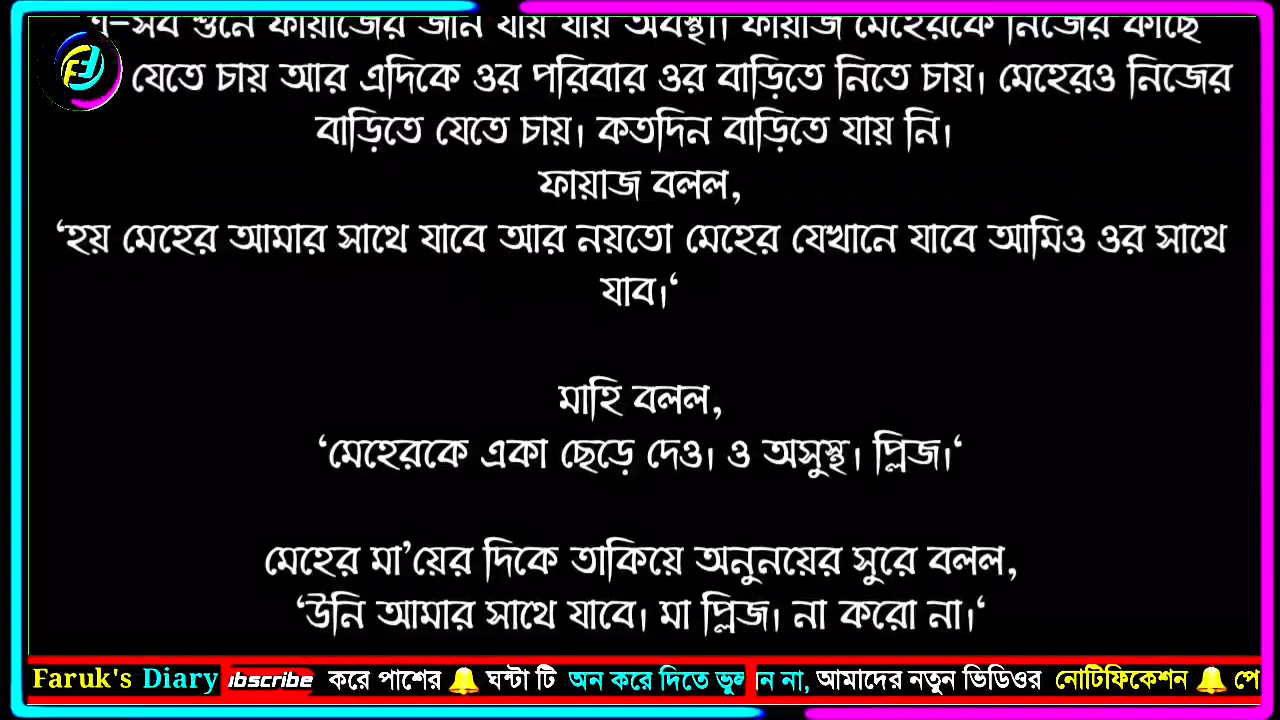 এ-সব শুনে ফায়াজের জান যায় যায় অবস্থা। ফায়াজ মেহেরকে নিজের কাছে
যেতে চায় আর এদিকে ওর পরিবার ওর বাড়িতে নিতে চায়। মেহেরও নিজের
বাড়িতে যেতে চায়। কতদিন বাড়িতে যায় নি।
ফায়াজ বলল,
‘হয় মেহের আমার সাথে যাবে আর নয়তো মেহের যেখানে যাবে আমিও ওর সাথে
যাব।‘
মাহি বলল,
‘মেহেরকে একা ছেড়ে দেও। ও অসুস্থ। প্লিজ।‘
মেহের মা’য়ের দিকে তাকিয়ে অনুনয়ের সুরে বলল,
‘উনি আমার সাথে যাবে। মা প্লিজ। না করো না।‘
Faruk's Diary ubscribe করে পাশের 🔔 ঘন্টা টি অন করে দিতে ভুল ন না, আমাদের নতুন ভিডিওর নোটিফিকেশন 🔔 পে